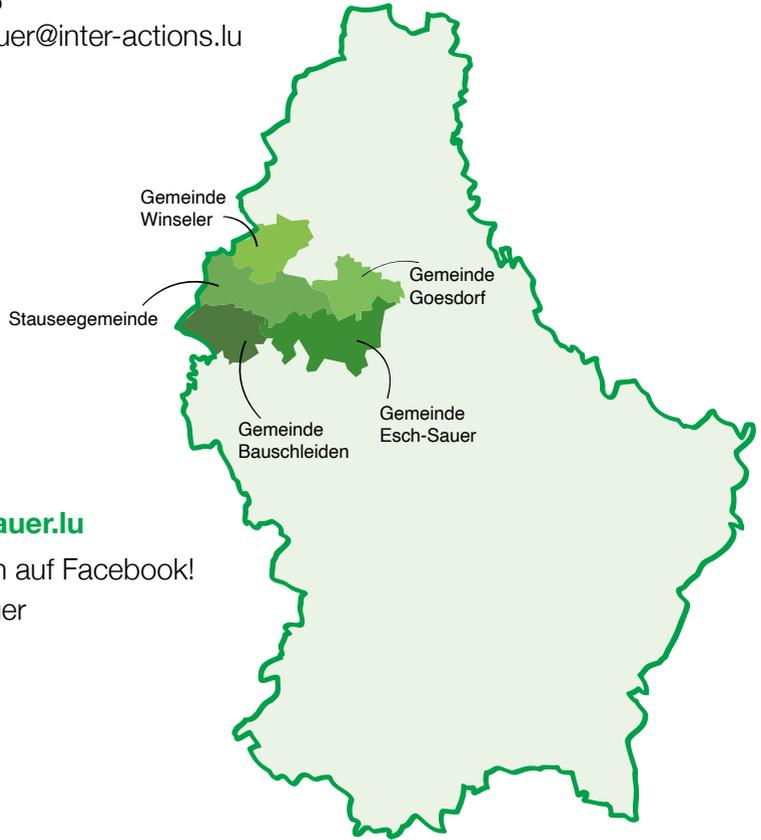 uer@inter-actions.lu
Gemeinde
Winseler
Gemeinde
Goesdorf
Stauseegemeinde
Gemeinde
Esch-Sauer
Gemeinde
Bauschleiden
auer.lu
auf Facebook!
er